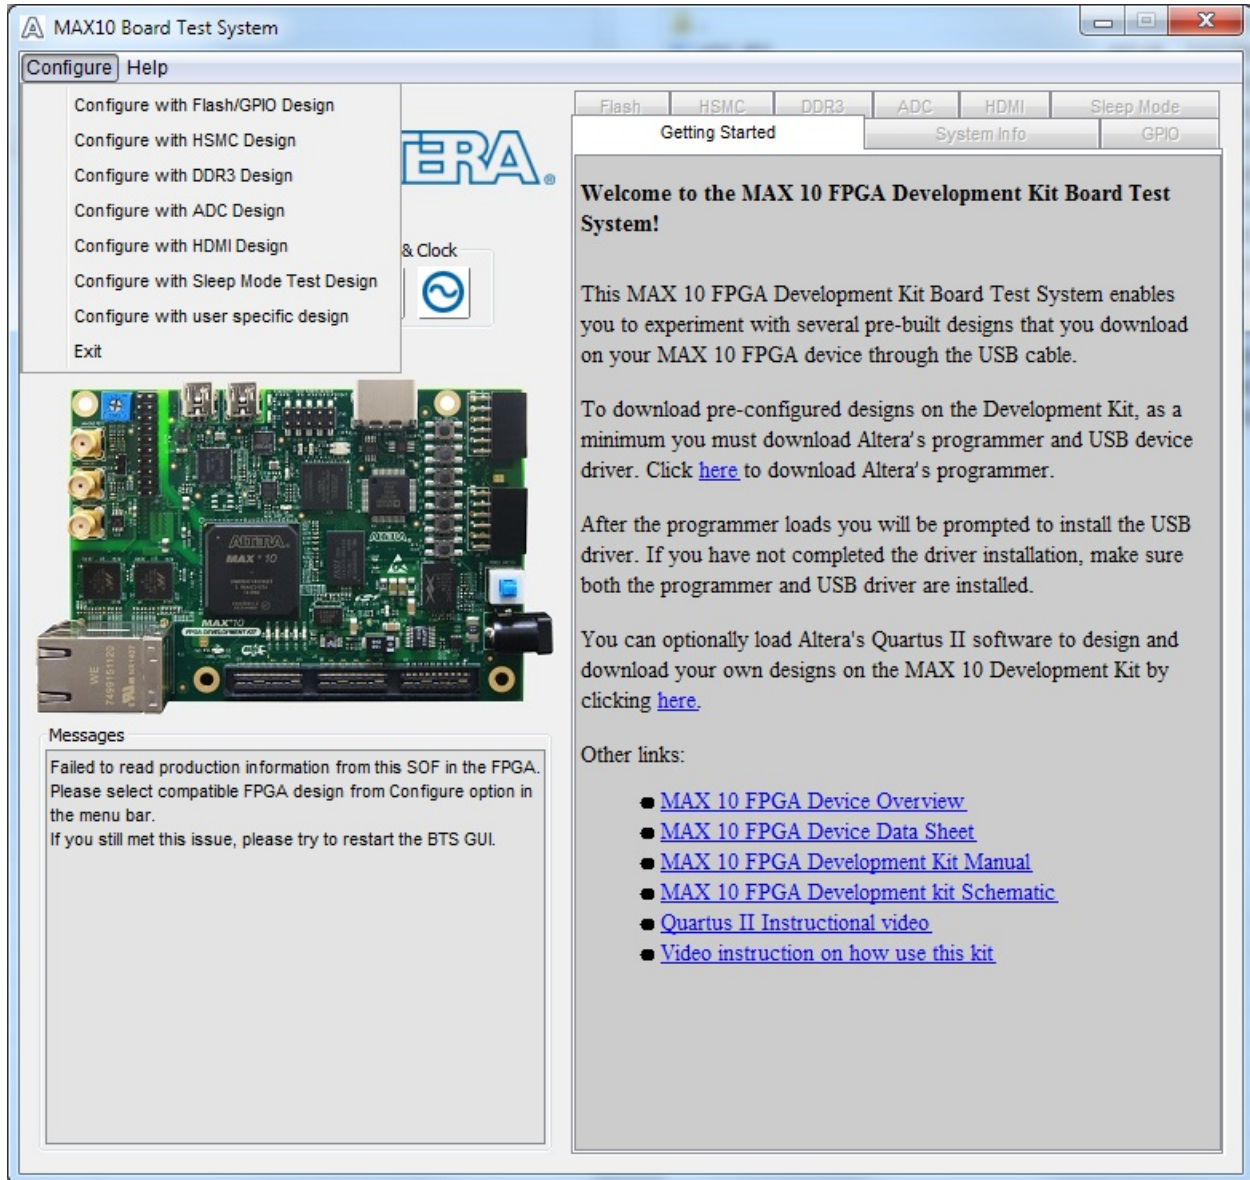 MAX10 Board Test System
Configure Help
Configure with Flash/GPIO Design
Configure with HSMC Design
Configure with DDR3 Design
Configure with ADC Design
Configure with HDMI Design
Configure with Sleep Mode Test Design
Configure with user specific design
Exit
TERA®
& Clock
Flash HSMC DDR3 ADC HDMI Sleep Mode
Getting Started System Info GPIO
Welcome to the MAX 10 FPGA Development Kit Board Test
System!
This MAX 10 FPGA Development Kit Board Test System enables
you to experiment with several pre-built designs that you download
on your MAX 10 FPGA device through the USB cable.
To download pre-configured designs on the Development Kit, as a
minimum you must download Altera's programmer and USB device
driver. Click here to download Altera's programmer.
After the programmer loads you will be prompted to install the USB
driver. If you have not completed the driver installation, make sure
both the programmer and USB driver are installed.
You can optionally load Altera's Quartus II software to design and
download your own designs on the MAX 10 Development Kit by
clicking here.
Other links:
MAX 10 FPGA Device Overview
MAX 10 FPGA Device Data Sheet
MAX 10 FPGA Development Kit Manual
MAX 10 FPGA Development kit Schematic
Quartus II Instructional video
Video instruction on how use this kit
ALTERA®
MAX® 10
ALTERA®
MAX®10
FPGA DEVELOPMENT KIT
WE
7499151120
Messages
Failed to read production information from this SOF in the FPGA.
Please select compatible FPGA design from Configure option in
the menu bar.
If you still met this issue, please try to restart the BTS GUI.